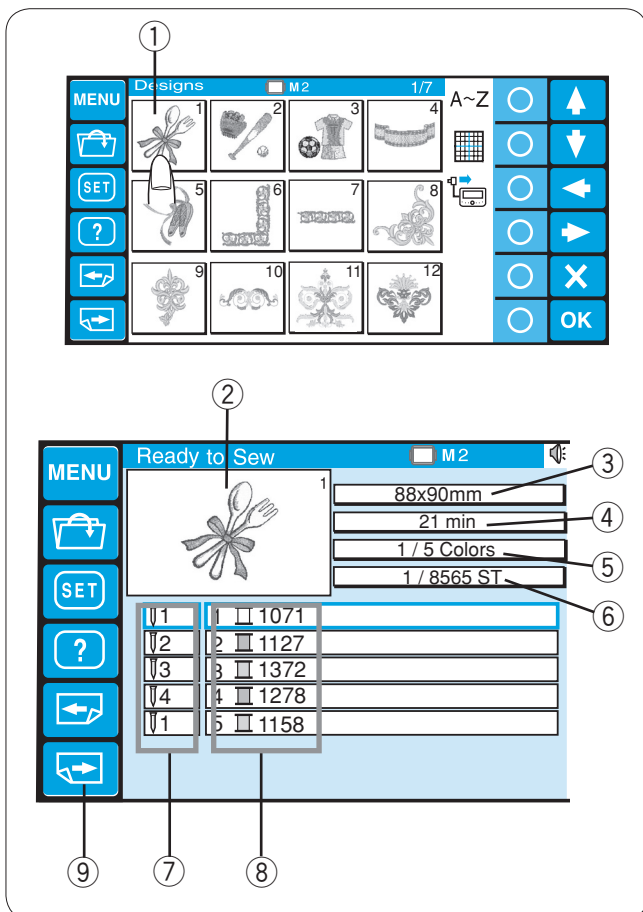 ①
Designs M2 1/7
MENU
SET
?
1 2 3 4
5 6 7 8
9 10 11 12
A~Z
X
OK
②
Ready to Sew M2
MENU
SET
?
1
88x90mm ③
21 min ④
1 / 5 Colors ⑤
1 / 8565 ST ⑥
1 1 1071
2 2 1127
3 3 1372
4 4 1278
1 5 1158
⑨ ⑦ ⑧